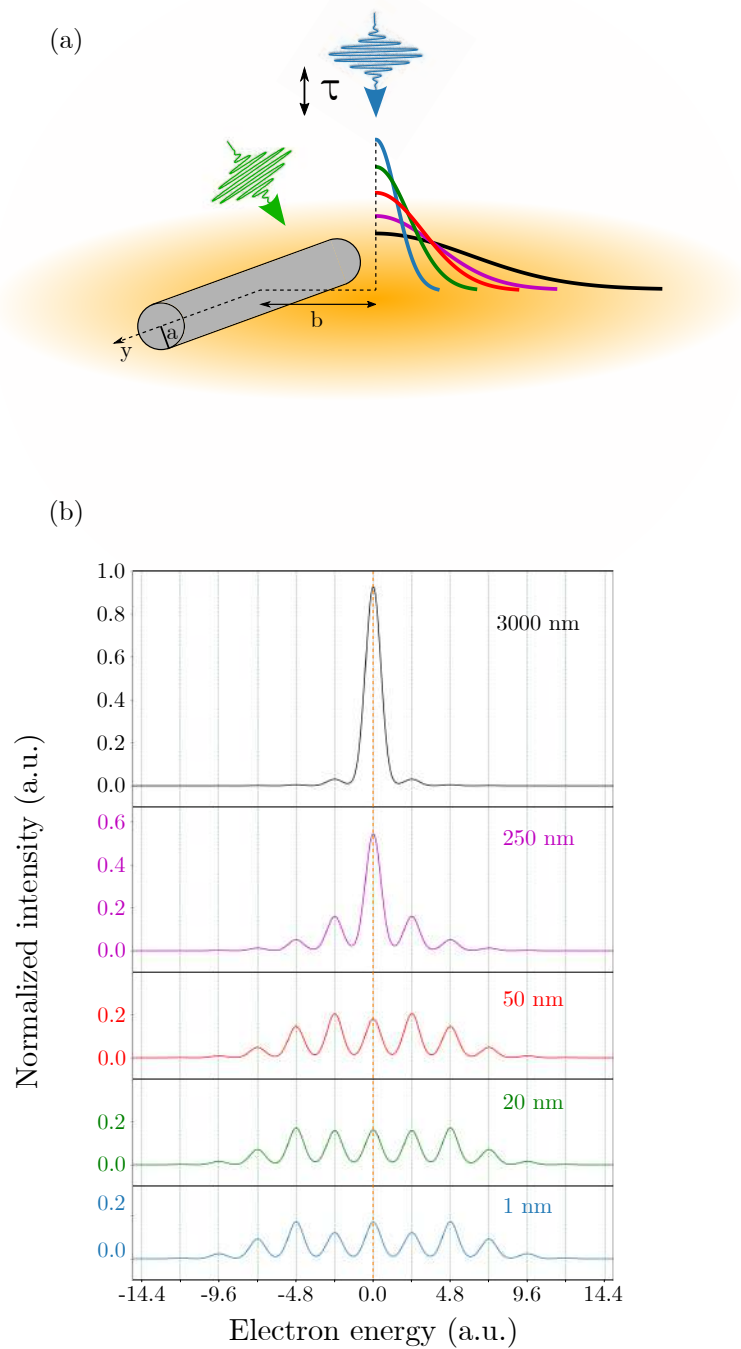 (a)
τ
b
a
y
(b)
Normalized intensity (a.u.)
1.0
0.8
0.6
0.4
0.2
0.0
3000 nm
0.6
0.4
0.2
0.0
250 nm
0.2
0.0
50 nm
0.2
0.0
20 nm
0.2
0.0
1 nm
-14.4 -9.6 -4.8 0.0 4.8 9.6 14.4
Electron energy (a.u.)